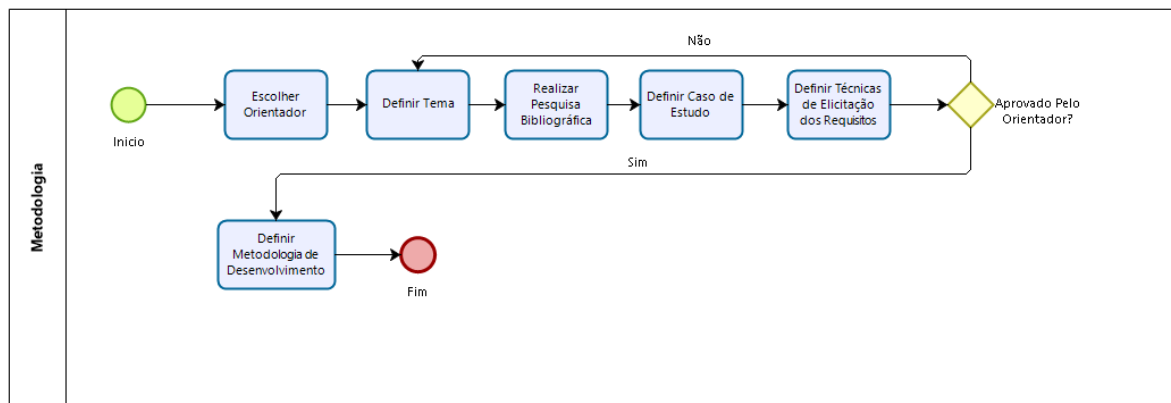 Metodologia
Inicio
Escolher
Orientador
Definir Tema
Realizar
Pesquisa
Bibliográfica
Definir Caso de
Estudo
Definir Técnicas
de Elicitação
dos Requisitos
Aprovado Pelo
Orientador?
Não
Sim
Definir
Metodologia de
Desenvolvimento
Fim